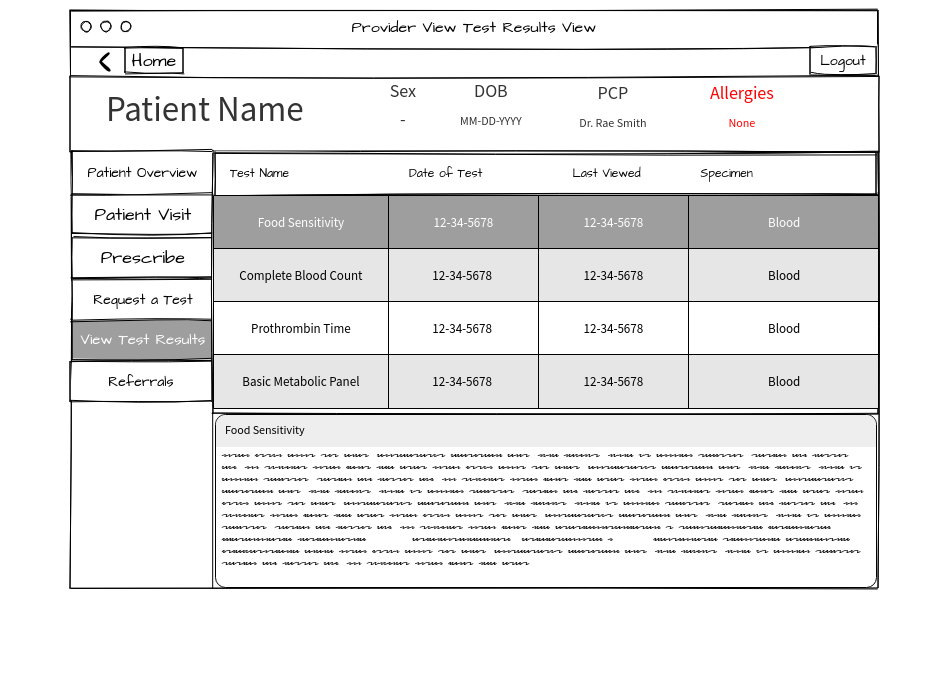 Provider View Test Results View
Home
Logout
Patient Name
Sex
DOB
PCP
Allergies
-
MM-DD-YYYY
Dr. Rae Smith
None
Patient Overview
Patient Visit
Prescribe
Request a Test
View Test Results
Referrals
Test Name Date of Test Last Viewed Specimen
Food Sensitivity 12-34-5678 12-34-5678 Blood
Complete Blood Count 12-34-5678 12-34-5678 Blood
Prothrombin Time 12-34-5678 12-34-5678 Blood
Basic Metabolic Panel 12-34-5678 12-34-5678 Blood
Food Sensitivity